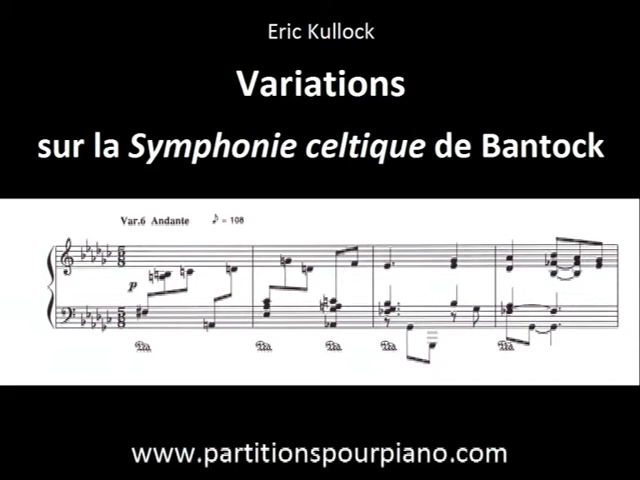 Eric Kullock
Variations
sur la Symphonie celtique de Bantock
Var.6 Andante ♪ = 108
p
www.partitionspourpiano.com